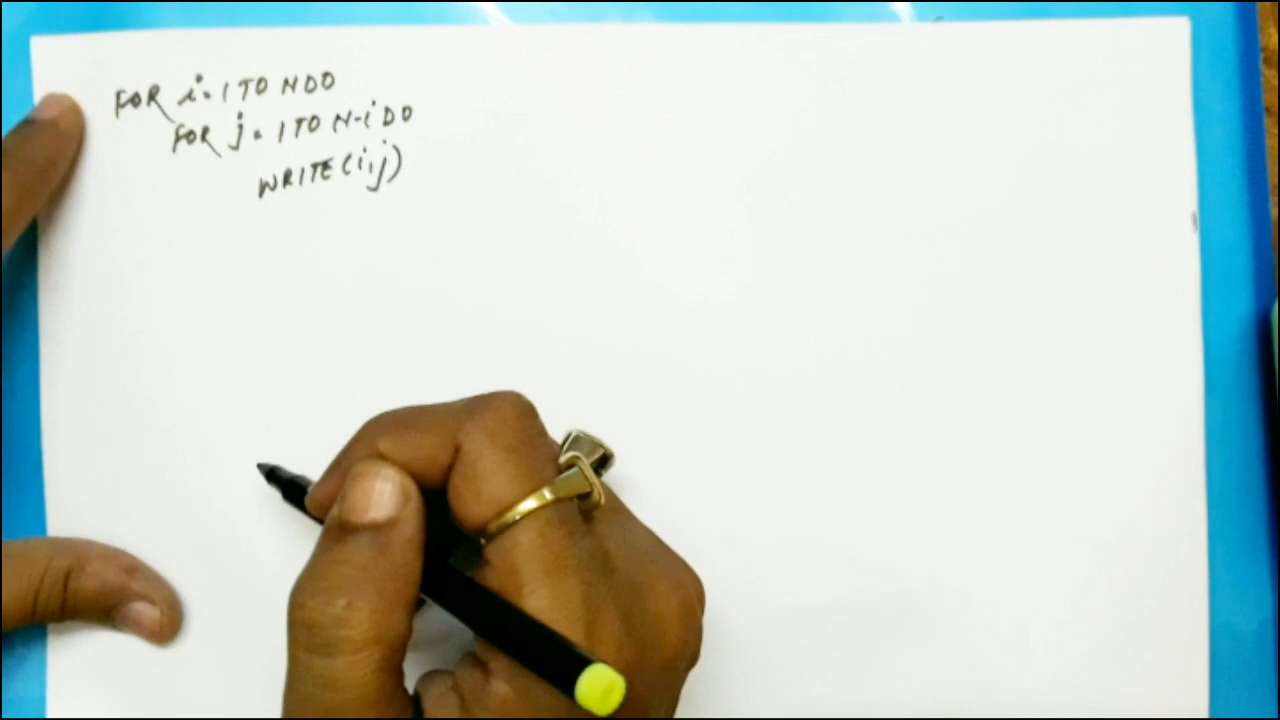 FOR i = 1 TO N DO
FOR j = 1 TO N-i DO
WRITE(i,j)